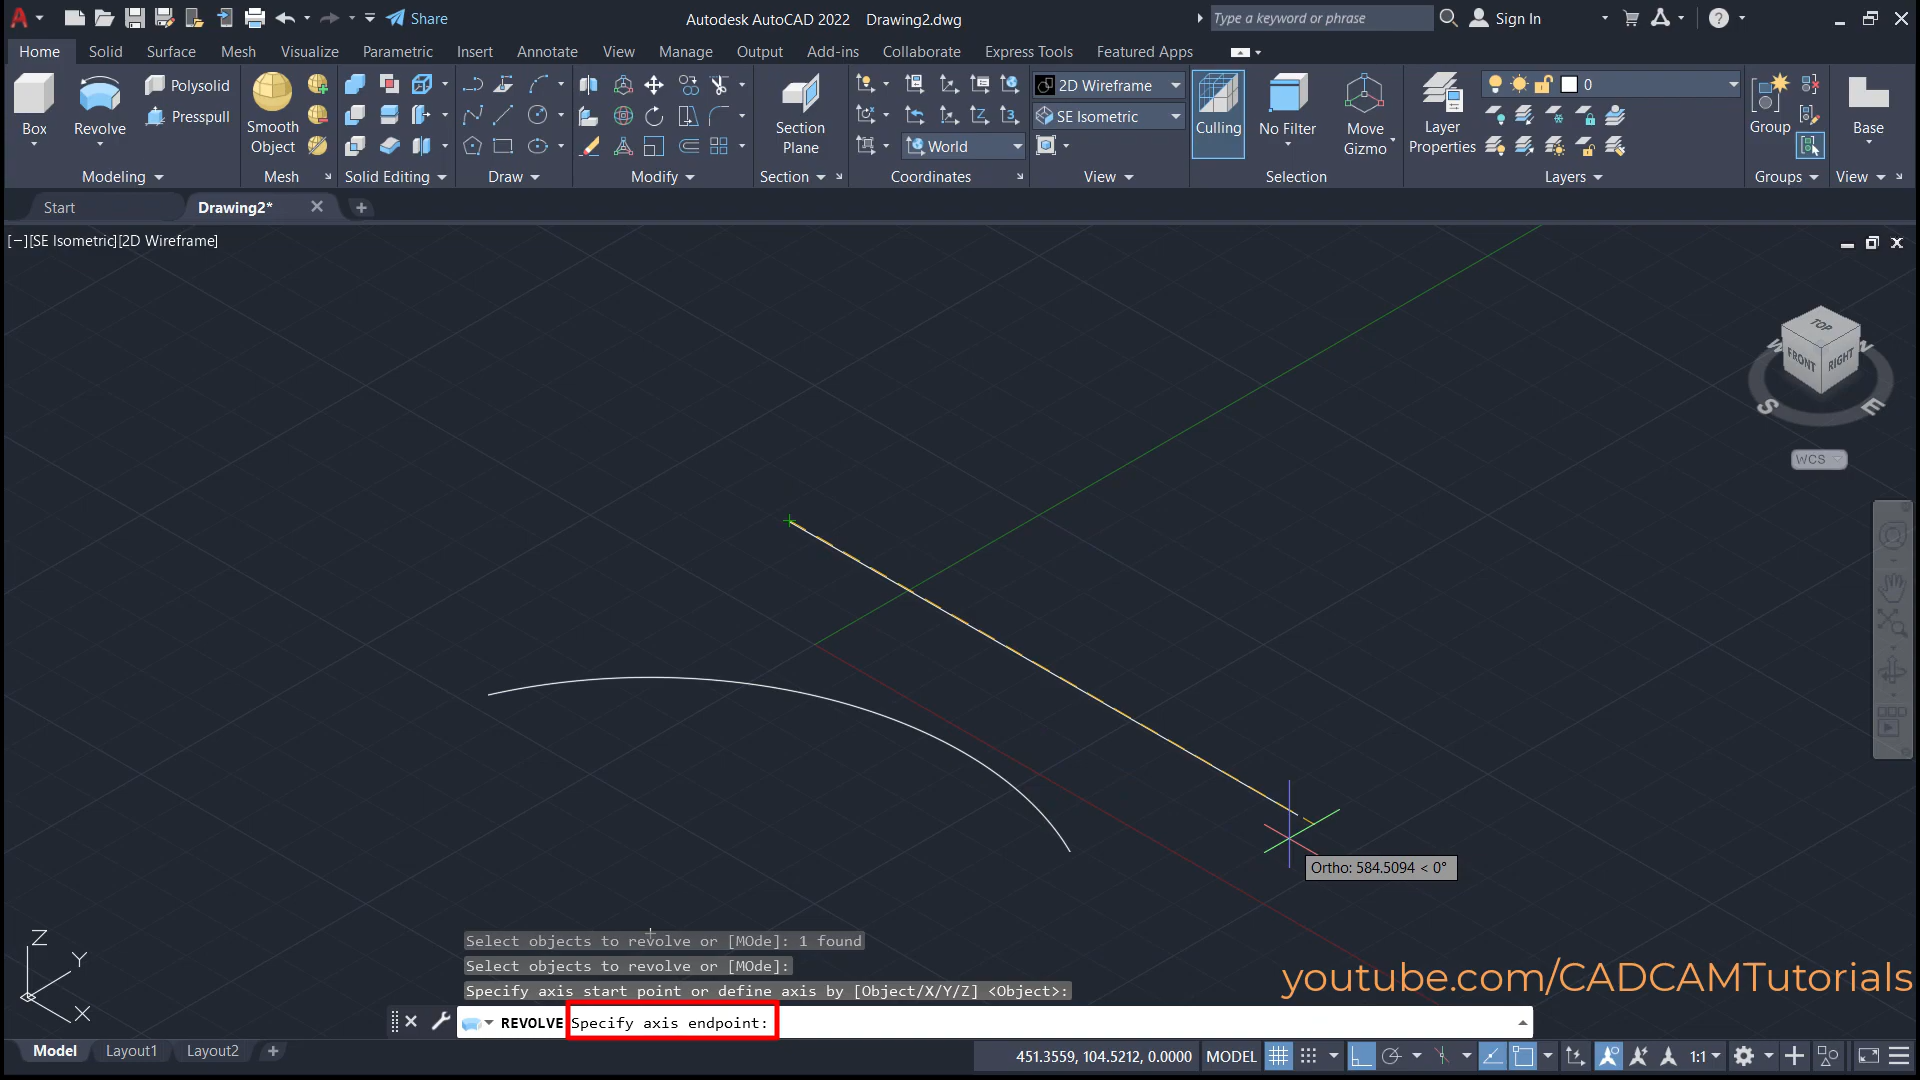 Share
Autodesk AutoCAD 2022 Drawing2.dwg
Type a keyword or phrase
Sign In
Home Solid Surface Mesh Visualize Parametric Insert Annotate View Manage Output Add-ins Collaborate Express Tools Featured Apps
Box
Revolve
Polysolid
Presspull
Modeling
Smooth Object
Mesh
Solid Editing
Draw
Modify
Section Plane
Section
World
Coordinates
2D Wireframe
SE Isometric
View
Culling
No Filter
Move Gizmo
Selection
Layer Properties
0
Layers
Group
Groups
Base
View
Start
Drawing2*
[−][SE Isometric][2D Wireframe]
TOP
FRONT
RIGHT
W
N
S
E
WCS
Ortho: 584.5094 < 0°
Z
Y
X
Select objects to revolve or [MOde]: 1 found
Select objects to revolve or [MOde]:
Specify axis start point or define axis by [Object/X/Y/Z] <Object>:
youtube.com/CADCAMTutorials
REVOLVE Specify axis endpoint:
Model Layout1 Layout2
451.3559, 104.5212, 0.0000 MODEL 1:1